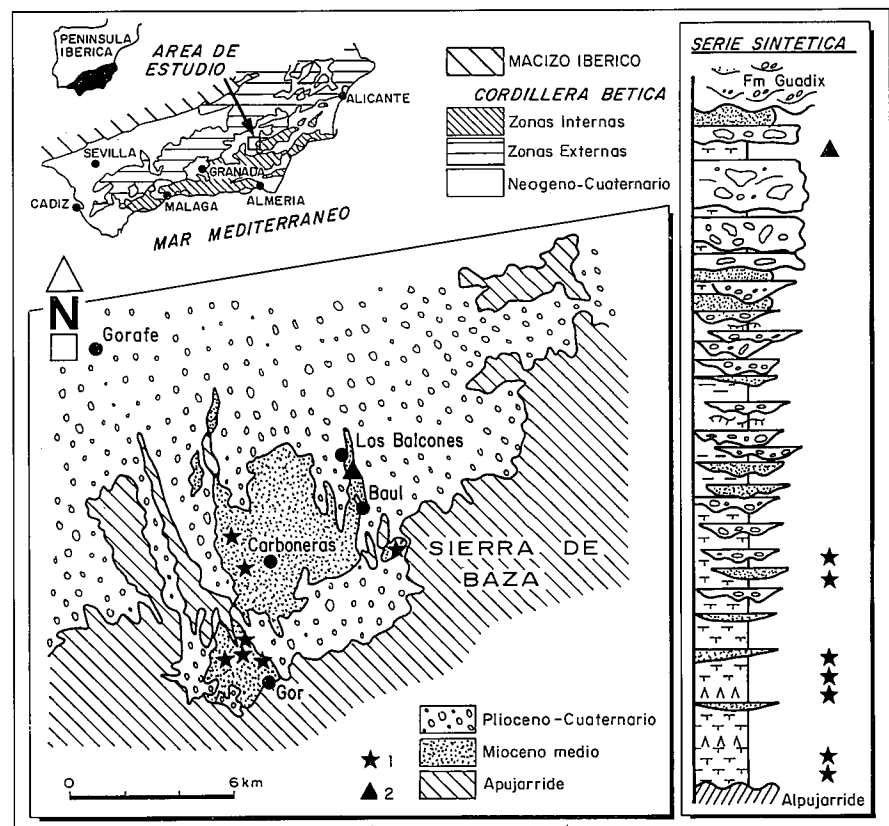 PENINSULA
IBERICA
AREA DE
ESTUDIO
ALICANTE
SEVILLA
GRANADA
CADIZ
MALAGA
ALMERIA
MAR MEDITERRANEO
MACIZO IBERICO
CORDILLERA BETICA
Zonas Internas
Zonas Externas
Neogeno-Cuaternario
N
Gorafe
Los Balcones
Baul
Carboneras
SIERRA DE
BAZA
Gor
Plioceno-Cuaternario
1
Mioceno medio
2
Apujarride
0
6 km
SERIE SINTETICA
Fm Guadix
Alpujarride